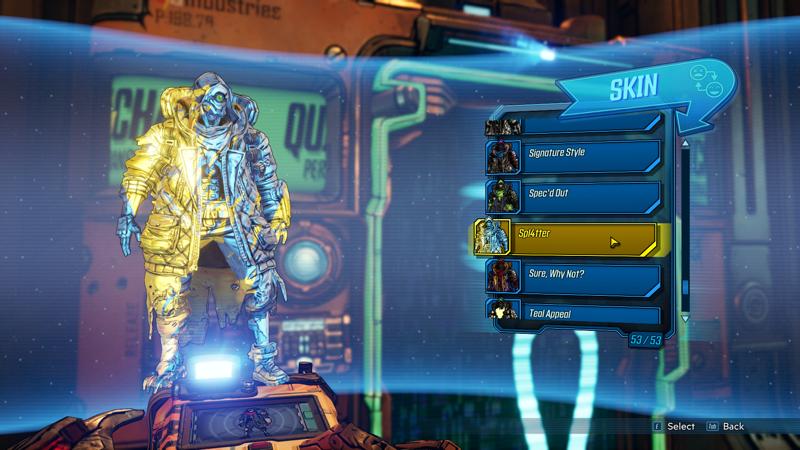 Industries
SKIN
Signature Style
Spec'd Out
Spl4tter
Sure, Why Not?
Teal Appeal
53 / 53
Select
Back